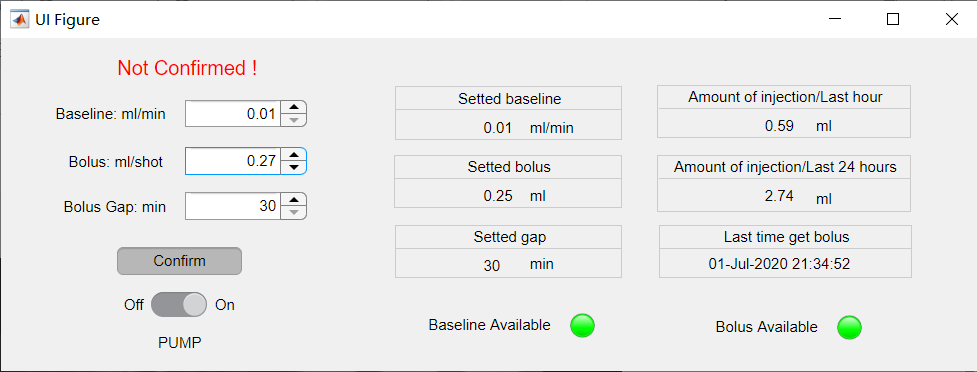 UI Figure
Not Confirmed !
Baseline: ml/min 0.01
Bolus: ml/shot 0.27
Bolus Gap: min 30
Confirm
Off On
PUMP
Setted baseline
0.01 ml/min
Setted bolus
0.25 ml
Setted gap
30 min
Baseline Available
Amount of injection/Last hour
0.59 ml
Amount of injection/Last 24 hours
2.74 ml
Last time get bolus
01-Jul-2020 21:34:52
Bolus Available